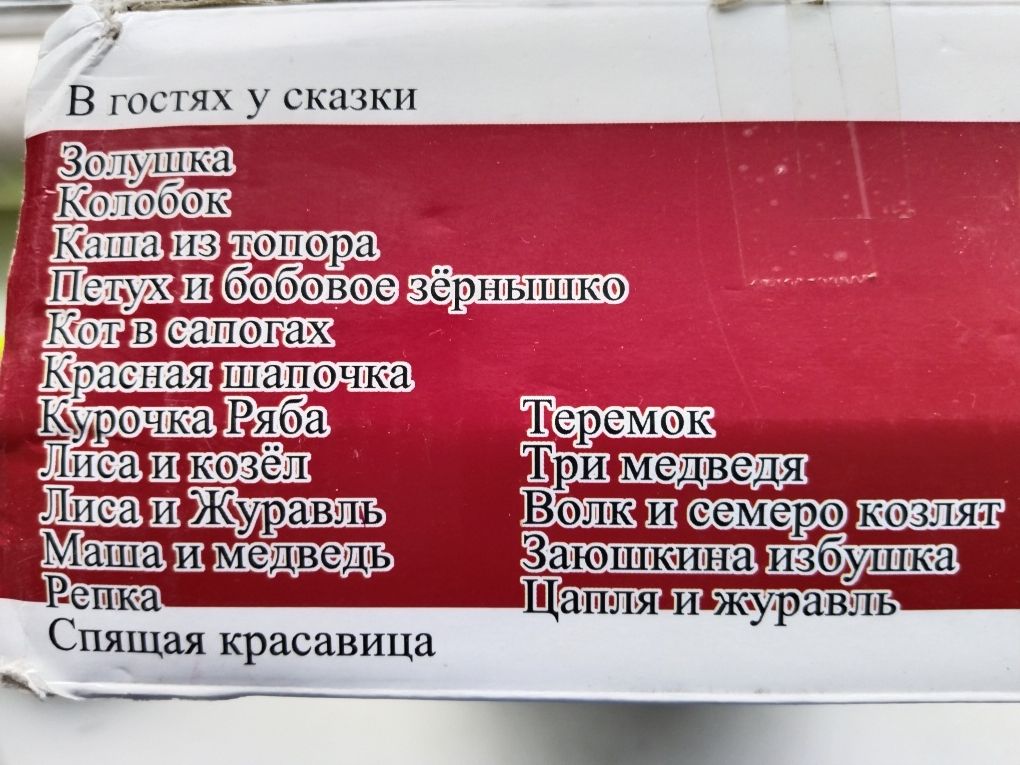 В гостях у сказки
Золушка
Колобок
Каша из топора
Петух и бобовое зёрнышко
Кот в сапогах
Красная шапочка
Курочка Ряба
Лиса и козёл
Лиса и Журавль
Маша и медведь
Репка
Спящая красавица
Теремок
Три медведя
Волк и семеро козлят
Заюшкина избушка
Цапля и журавль